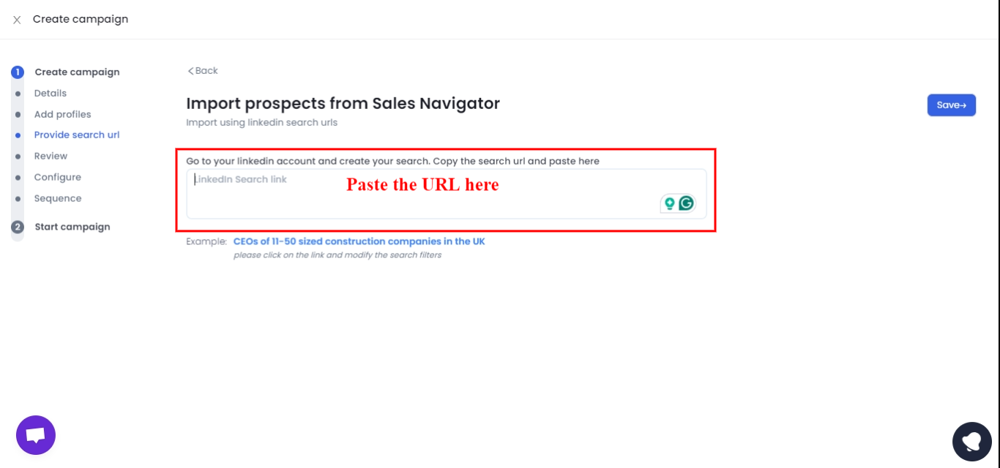 Create campaign
1 Create campaign
Details
Add profiles
Provide search url
Review
Configure
Sequence
2 Start campaign
Back
Import prospects from Sales Navigator
Import using linkedin search urls
Save→
Go to your linkedin account and create your search. Copy the search url and paste here
LinkedIn Search link
Paste the URL here
Example: CEOs of 11-50 sized construction companies in the UK
please click on the link and modify the search filters